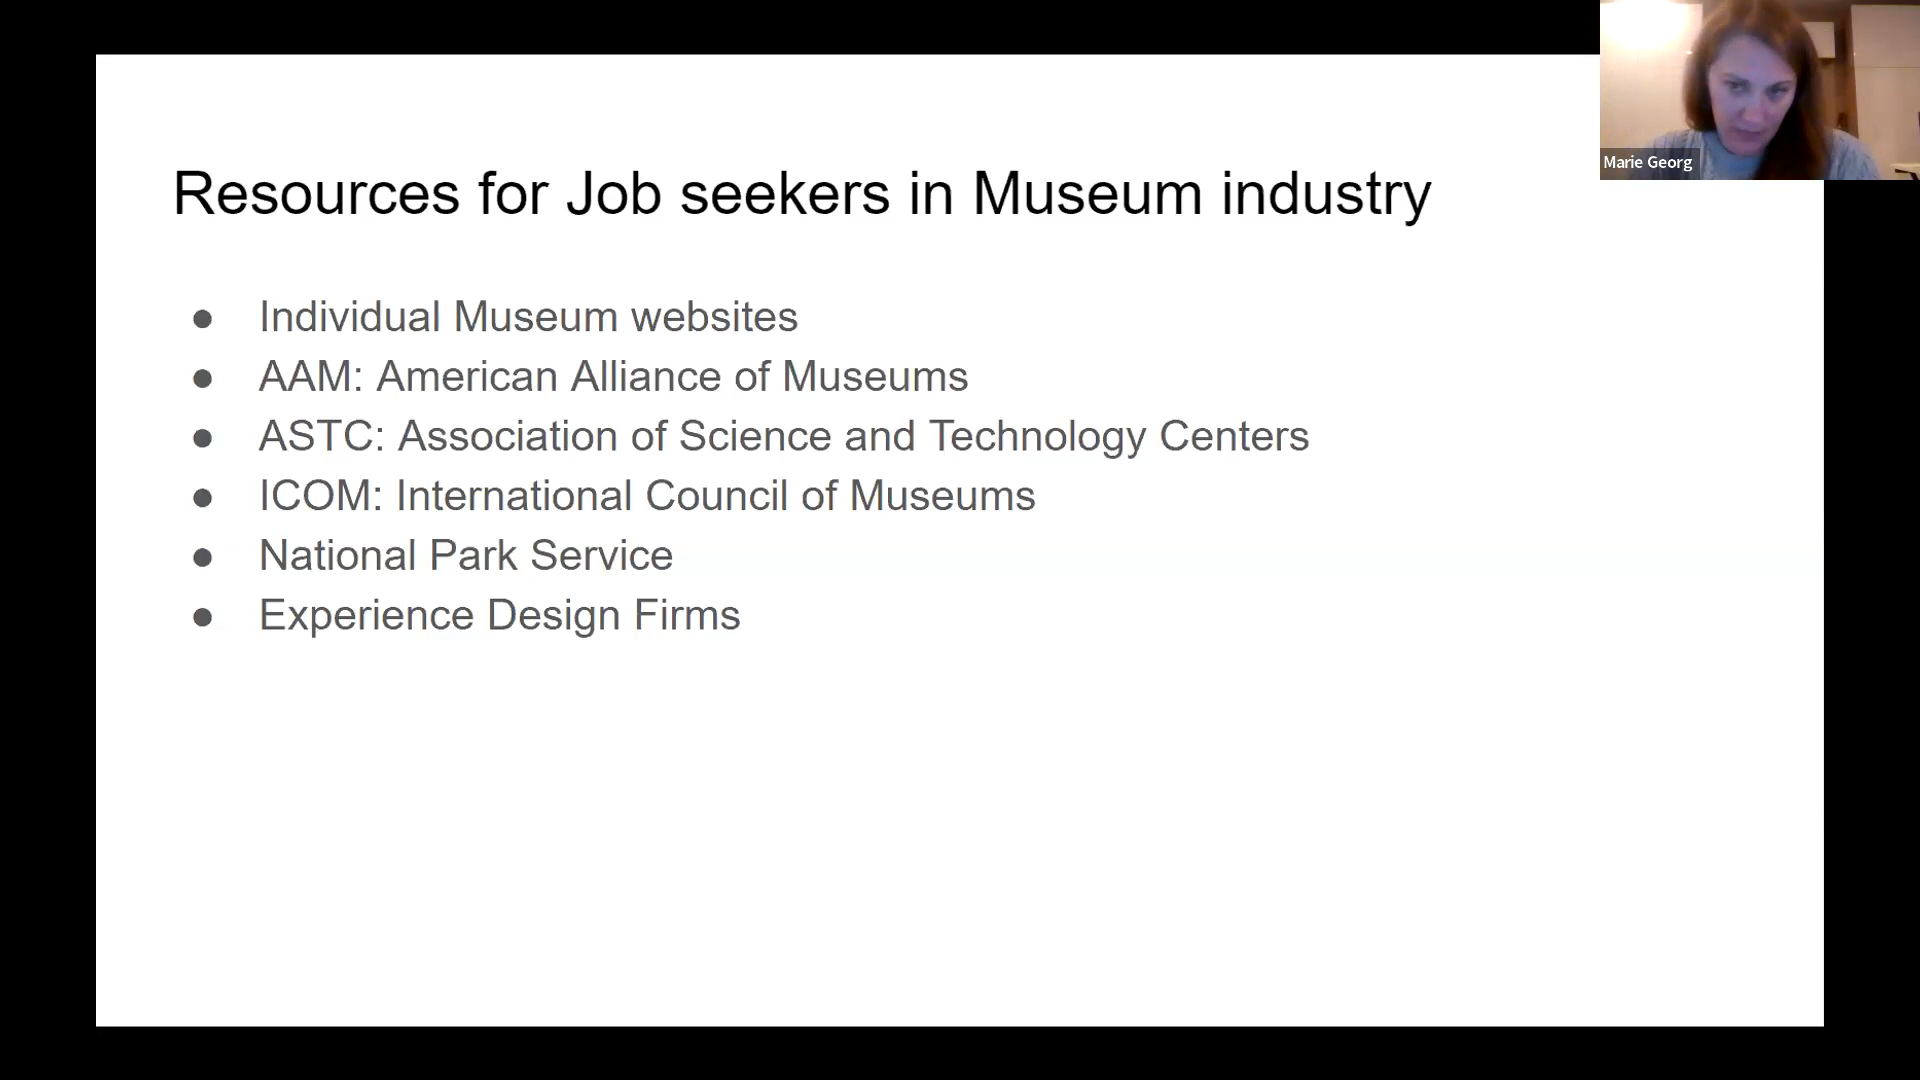 Resources for Job seekers in Museum industry
● Individual Museum websites
● AAM: American Alliance of Museums
● ASTC: Association of Science and Technology Centers
● ICOM: International Council of Museums
● National Park Service
● Experience Design Firms
Marie Georg